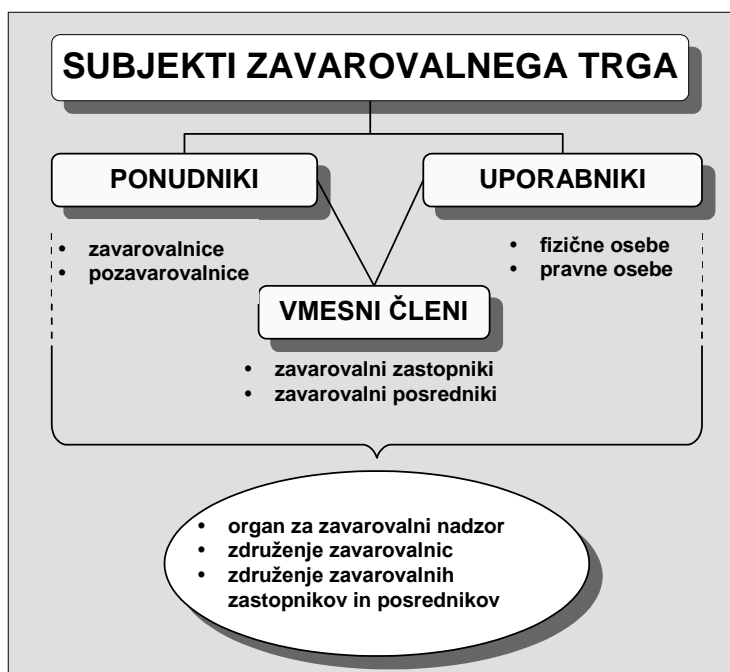 SUBJEKTI ZAVAROVALNEGA TRGA
PONUDNIKI
• zavarovalnice
• pozavarovalnice
UPORABNIKI
• fizične osebe
• pravne osebe
VMESNI ČLENI
• zavarovalni zastopniki
• zavarovalni posredniki
• organ za zavarovalni nadzor
• združenje zavarovalnic
• združenje zavarovalnih
zastopnikov in posrednikov